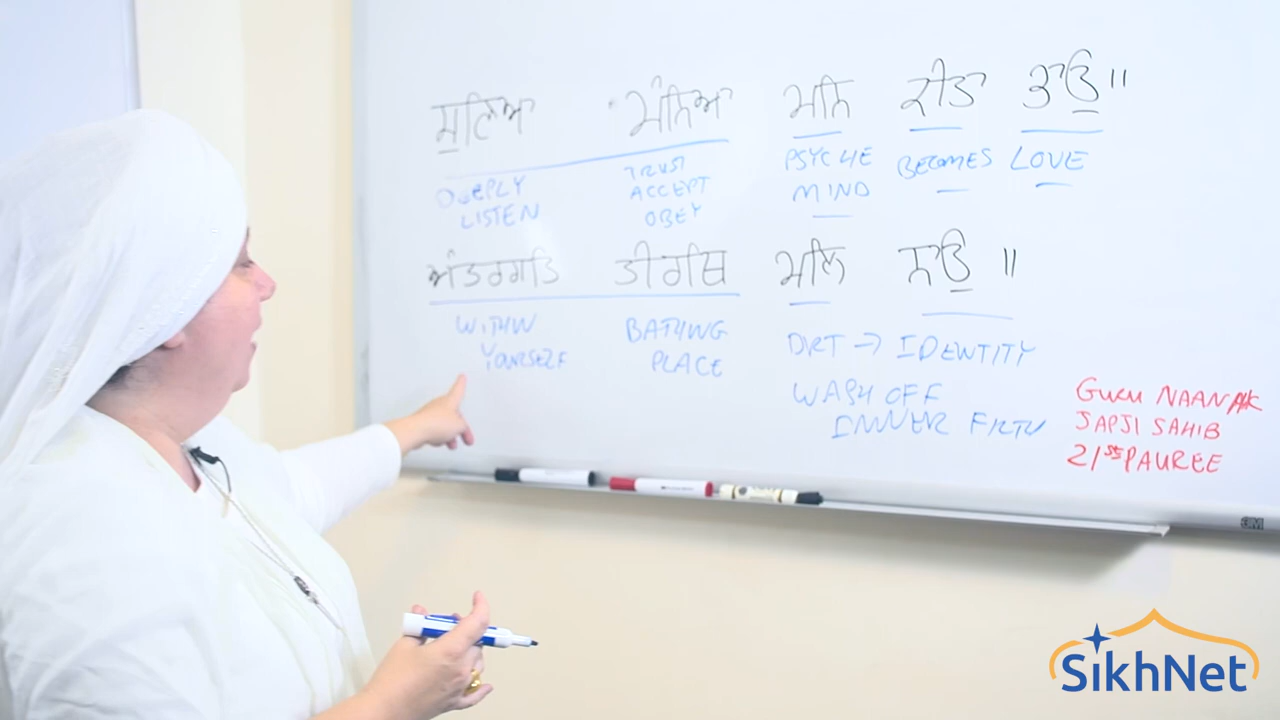 ਸੁਣਿਆ ਮੰਨਿਆ ਮਨਿ ਕੀਤਾ ਭਾਉ ॥
DEEPLY LISTEN
TRUST
ACCEPT
OBEY
PSYCHE
MIND
BECOMES
LOVE
ਅੰਤਰਗਤਿ ਤੀਰਥਿ ਮਲਿ ਨਾਉ ॥
WITHIN
YOURSELF
BATHING
PLACE
DIRT → IDENTITY
WASH OFF
INNER FILTH
GURU NAANAK
JAPJI SAHIB
21ST PAUREE
3M
SikhNet